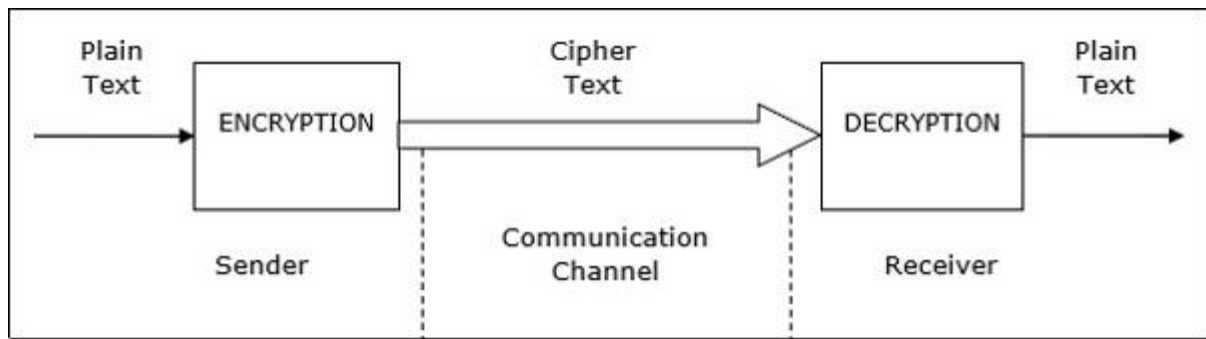 Plain
Text
Cipher
Text
Plain
Text
ENCRYPTION
DECRYPTION
Sender
Communication
Channel
Receiver